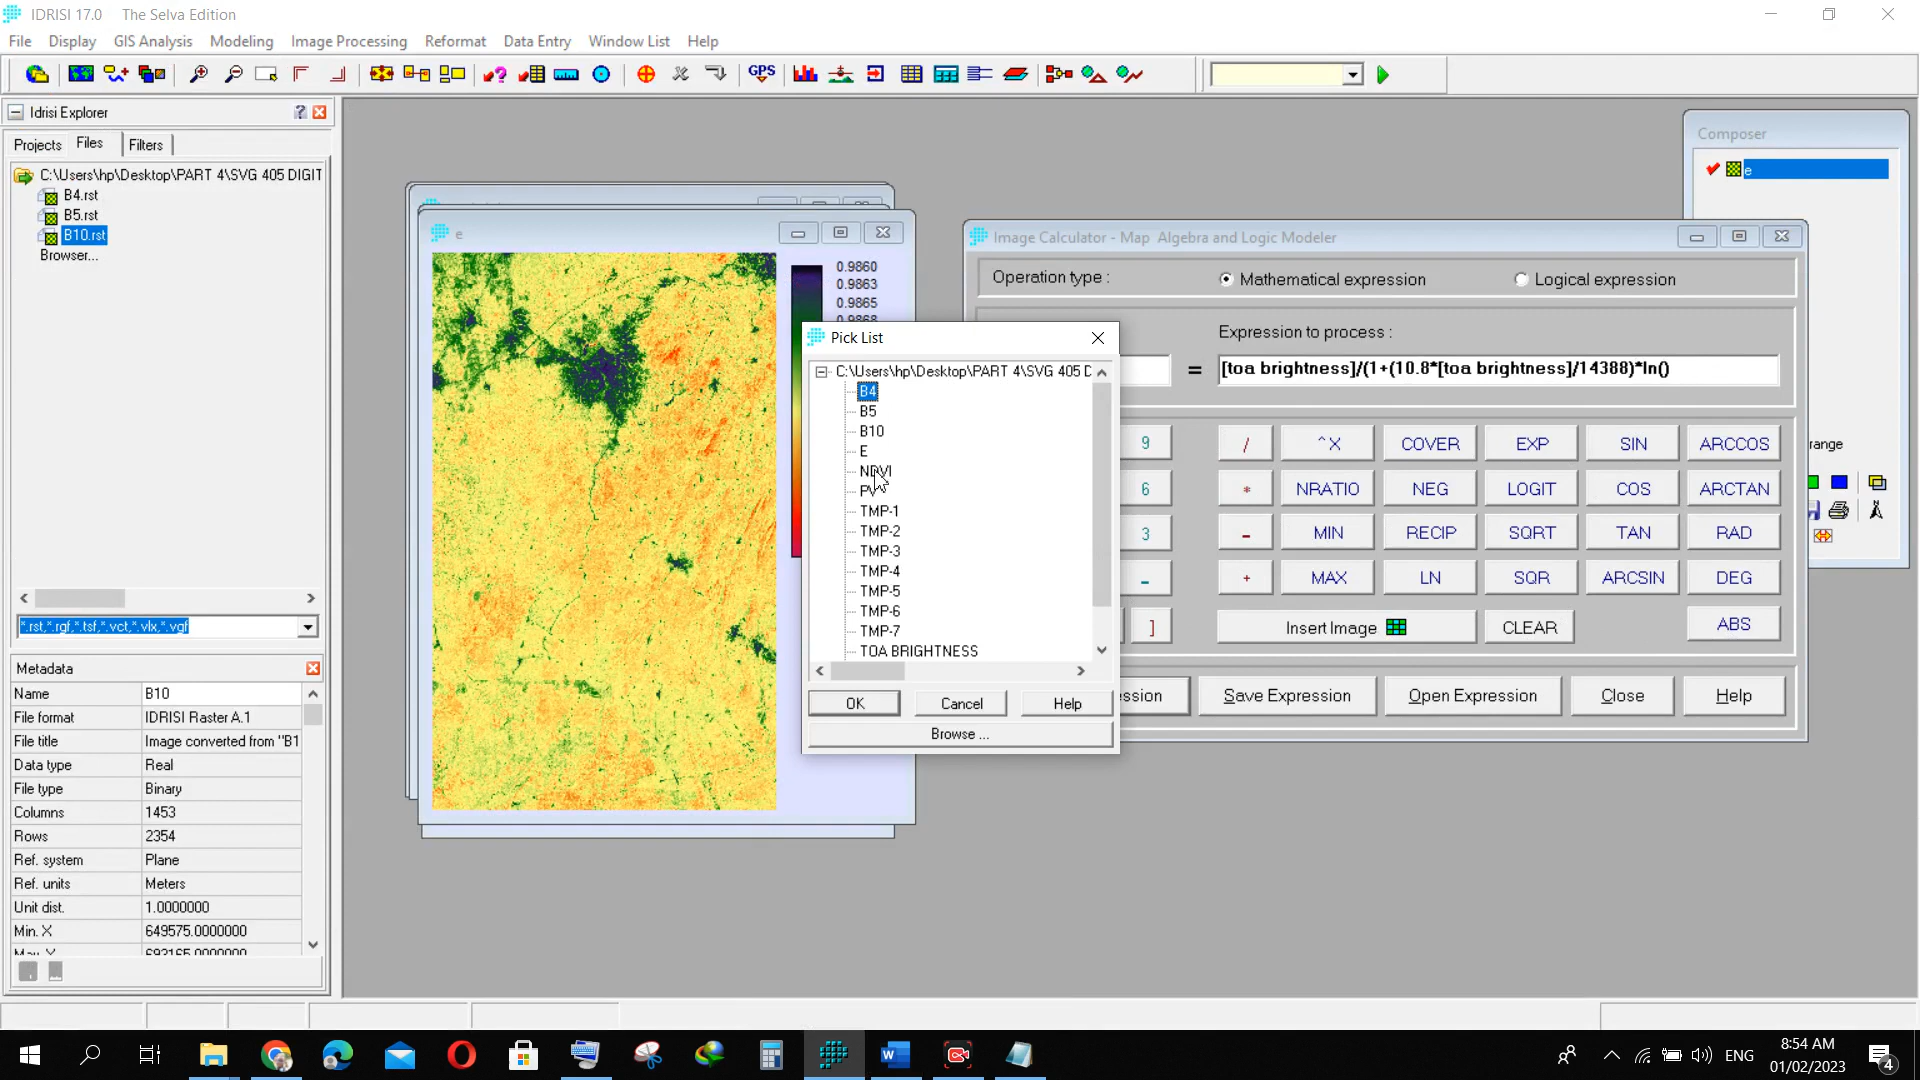 IDRISI 17.0 The Selva Edition
File Display GIS Analysis Modeling Image Processing Reformat Data Entry Window List Help
GPS
Idrisi Explorer
Projects Files Filters
C:\Users\hp\Desktop\PART 4\SVG 405 DIGIT
B4.rst
B5.rst
B10.rst
Browser...
*.rst,*.rgf,*.tsf,*.vct,*.vlx,*.vgf
Metadata
Name B10
File format IDRISI Raster A.1
File title Image converted from "B1
Data type Real
File type Binary
Columns 1453
Rows 2354
Ref. system Plane
Ref. units Meters
Unit dist. 1.0000000
Min. X 649575.0000000
e
0.9860
0.9863
0.9865
0.9868
Pick List
C:\Users\hp\Desktop\PART 4\SVG 405 D
B4
B5
B10
E
NDVI
PV
TMP-1
TMP-2
TMP-3
TMP-4
TMP-5
TMP-6
TMP-7
TOA BRIGHTNESS
OK Cancel Help
Browse ...
Image Calculator - Map Algebra and Logic Modeler
Operation type : Mathematical expression Logical expression
Expression to process :
= [toa brightness]/(1+(10.8*[toa brightness]/14388)*ln()
9 / ^X COVER EXP SIN ARCCOS
6 * NRATIO NEG LOGIT COS ARCTAN
3 - MIN RECIP SQRT TAN RAD
- + MAX LN SQR ARCSIN DEG
] Insert Image CLEAR ABS
ssion Save Expression Open Expression Close Help
Composer
e
range
ENG
8:54 AM
01/02/2023
4